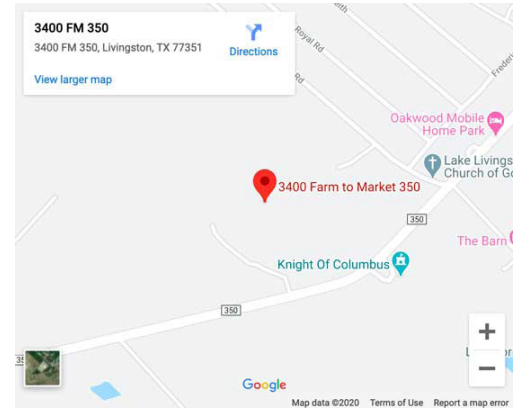 3400 FM 350
3400 FM 350, Livingston, TX 77351
Directions
View larger map
Royal Rd
Rd
Oakwood Mobile
Home Park
Lake Livings
Church of Go
3400 Farm to Market 350
350
The Barn
Knight Of Columbus
350
Google
Map data ©2020 Terms of Use Report a map error